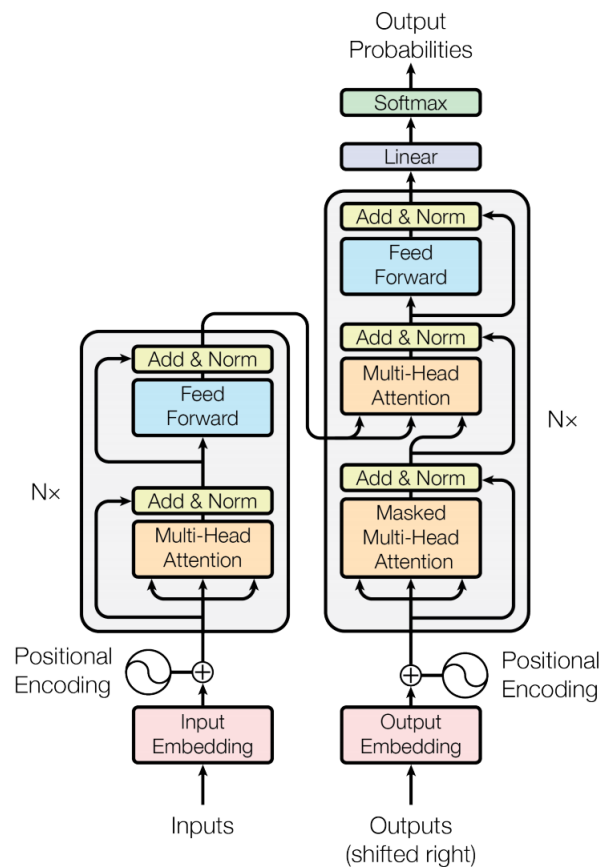 Output
Probabilities
Softmax
Linear
Add & Norm
Feed
Forward
Add & Norm
Multi-Head
Attention
Add & Norm
Masked
Multi-Head
Attention
N×
Positional
Encoding
Output
Embedding
Outputs
(shifted right)
Add & Norm
Feed
Forward
Add & Norm
Multi-Head
Attention
N×
Positional
Encoding
Input
Embedding
Inputs